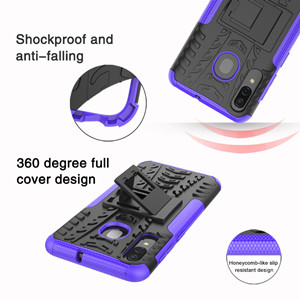 Shockproof and
anti-falling
360 degree full
cover design
Honeycomb-like slip
resistant design